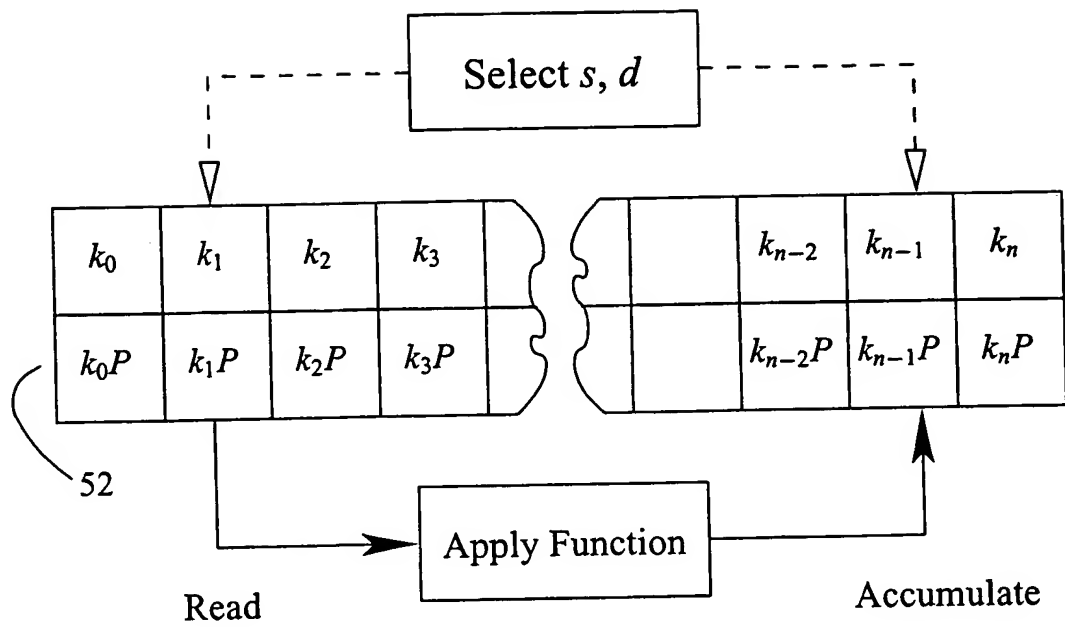 Select s, d
k₀ k₁ k₂ k₃ kₙ₋₂ kₙ₋₁ kₙ
k₀P k₁P k₂P k₃P kₙ₋₂P kₙ₋₁P kₙP
52
Apply Function
Read Accumulate